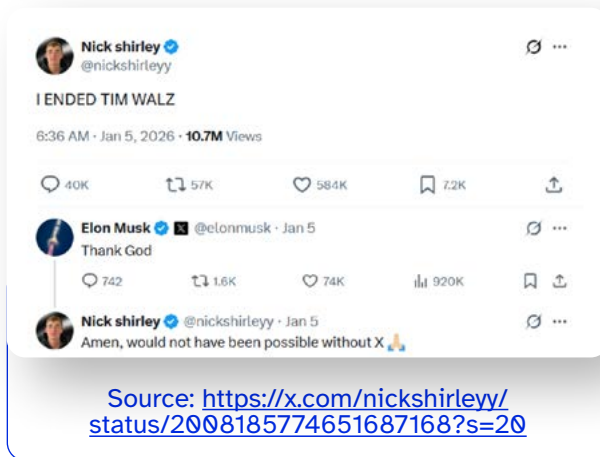 Nick shirley
@nickshirleyy
I ENDED TIM WALZ
6:36 AM · Jan 5, 2026 · 10.7M Views
40K 57K 584K 7.2K
Elon Musk @elonmusk · Jan 5
Thank God
742 1.6K 74K 920K
Nick shirley @nickshirleyy · Jan 5
Amen, would not have been possible without X 🙏🏼
Source: https://x.com/nickshirleyy/
status/2008185774651687168?s=20